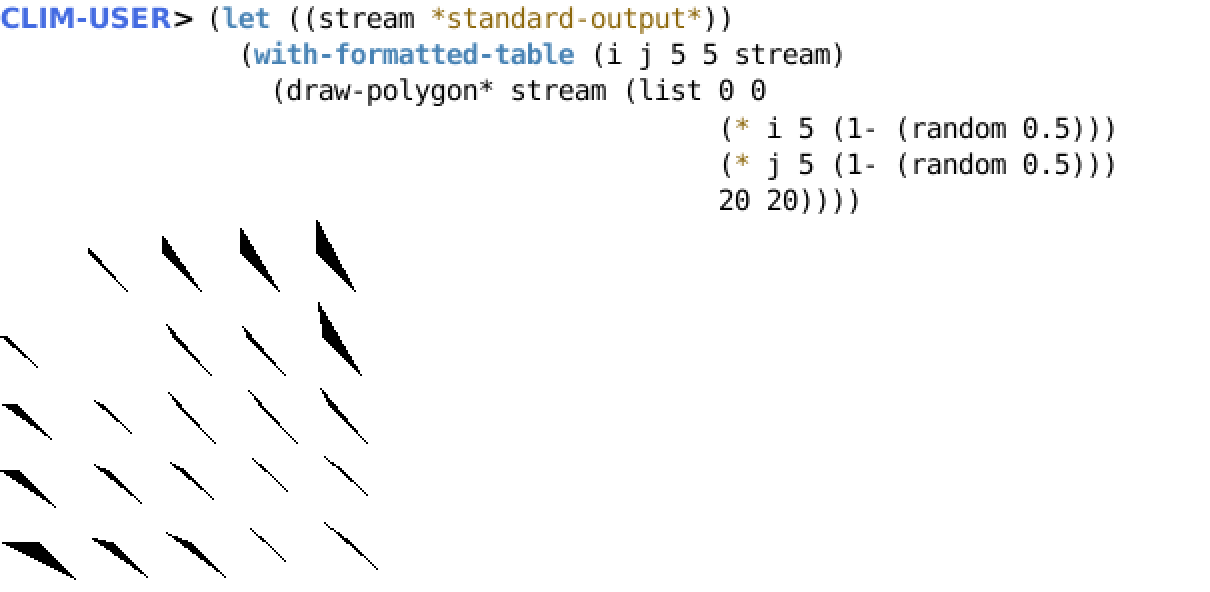 CLIM-USER> (let ((stream *standard-output*))
(with-formatted-table (i j 5 5 stream)
(draw-polygon* stream (list 0 0
(* i 5 (1- (random 0.5)))
(* j 5 (1- (random 0.5)))
20 20))))